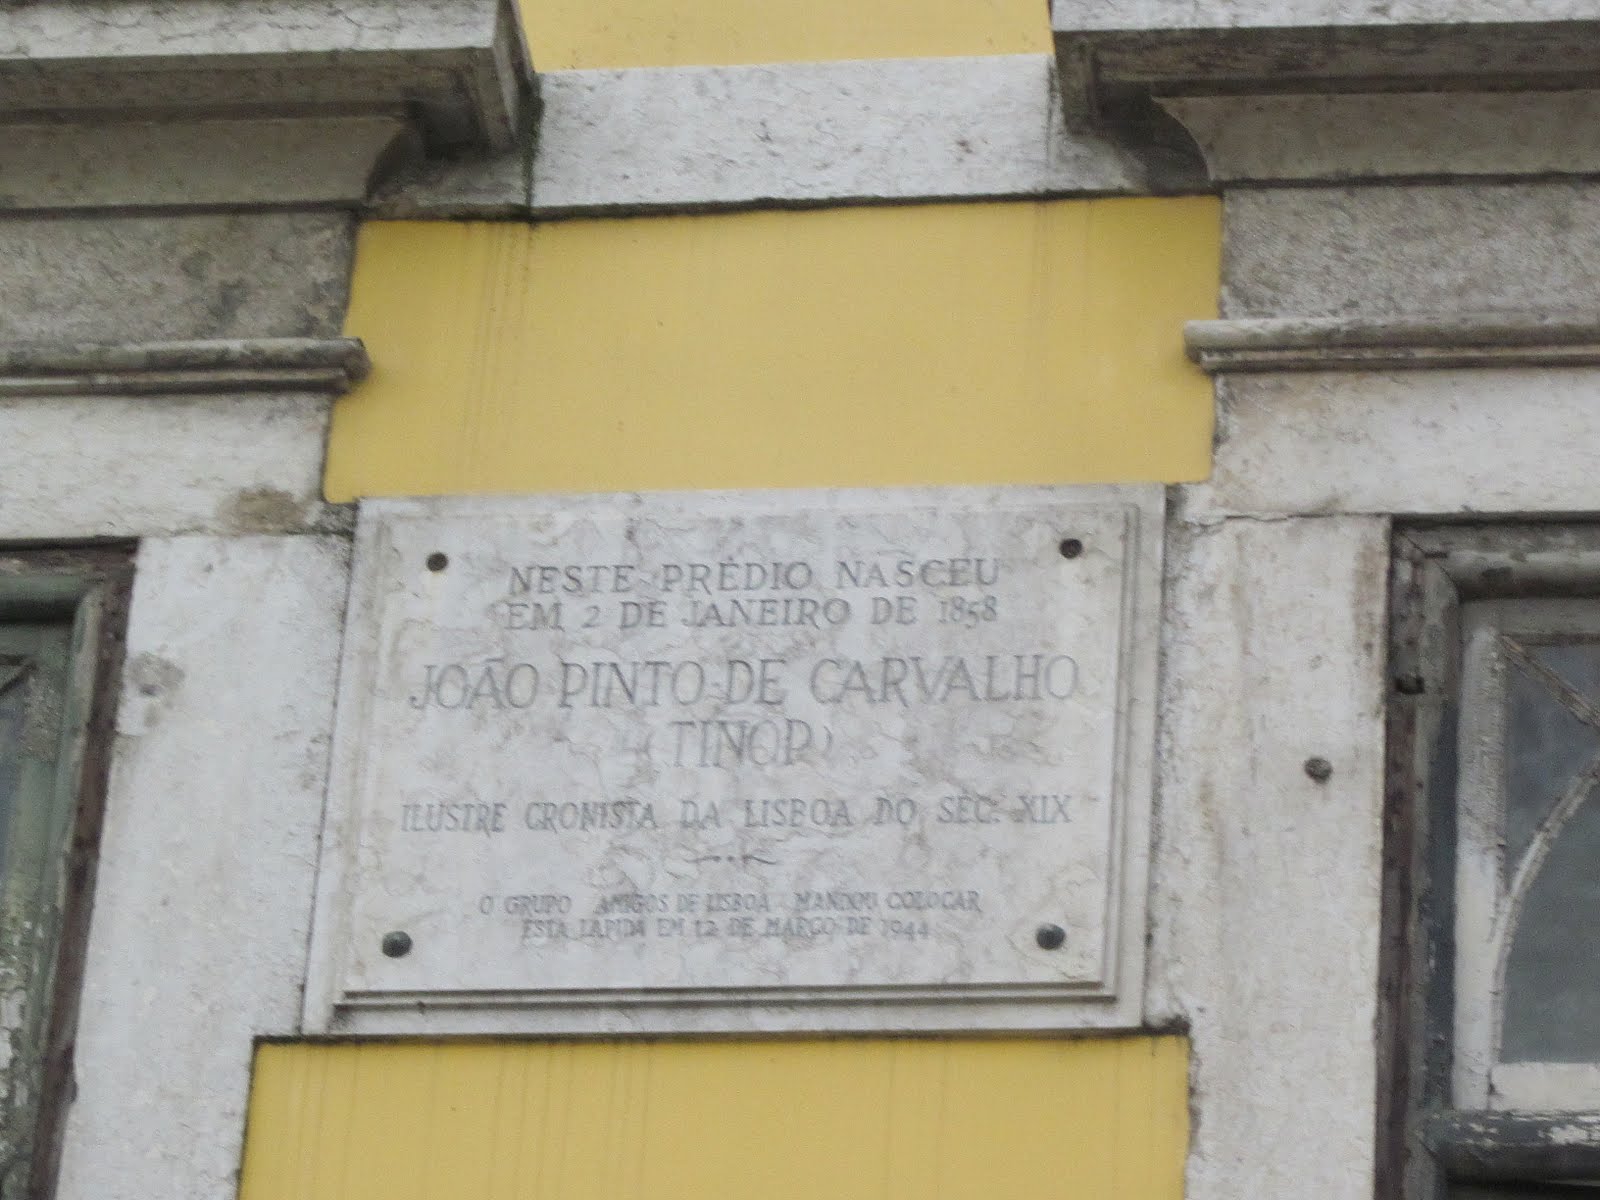 NESTE PRÉDIO NASCEU
EM 2 DE JANEIRO DE 1858
JOÃO PINTO DE CARVALHO
(TINOP)
ILUSTRE CRONISTA DA LISBOA DO SÉC. XIX
O GRUPO AMIGOS DE LISBOA MANDOU COLOCAR
ESTA LÁPIDA EM 12 DE MARÇO DE 1944